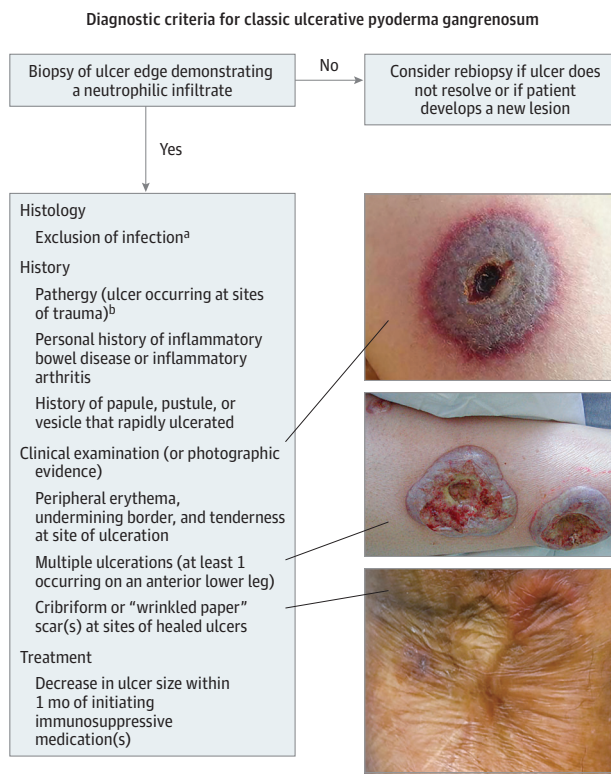 Diagnostic criteria for classic ulcerative pyoderma gangrenosum
Biopsy of ulcer edge demonstrating
a neutrophilic infiltrate
No
Consider rebiopsy if ulcer does
not resolve or if patient
develops a new lesion
Yes
Histology
Exclusion of infectionᵃ
History
Pathergy (ulcer occurring at sites
of trauma)ᵇ
Personal history of inflammatory
bowel disease or inflammatory
arthritis
History of papule, pustule, or
vesicle that rapidly ulcerated
Clinical examination (or photographic
evidence)
Peripheral erythema,
undermining border, and tenderness
at site of ulceration
Multiple ulcerations (at least 1
occurring on an anterior lower leg)
Cribriform or “wrinkled paper”
scar(s) at sites of healed ulcers
Treatment
Decrease in ulcer size within
1 mo of initiating
immunosuppressive
medication(s)